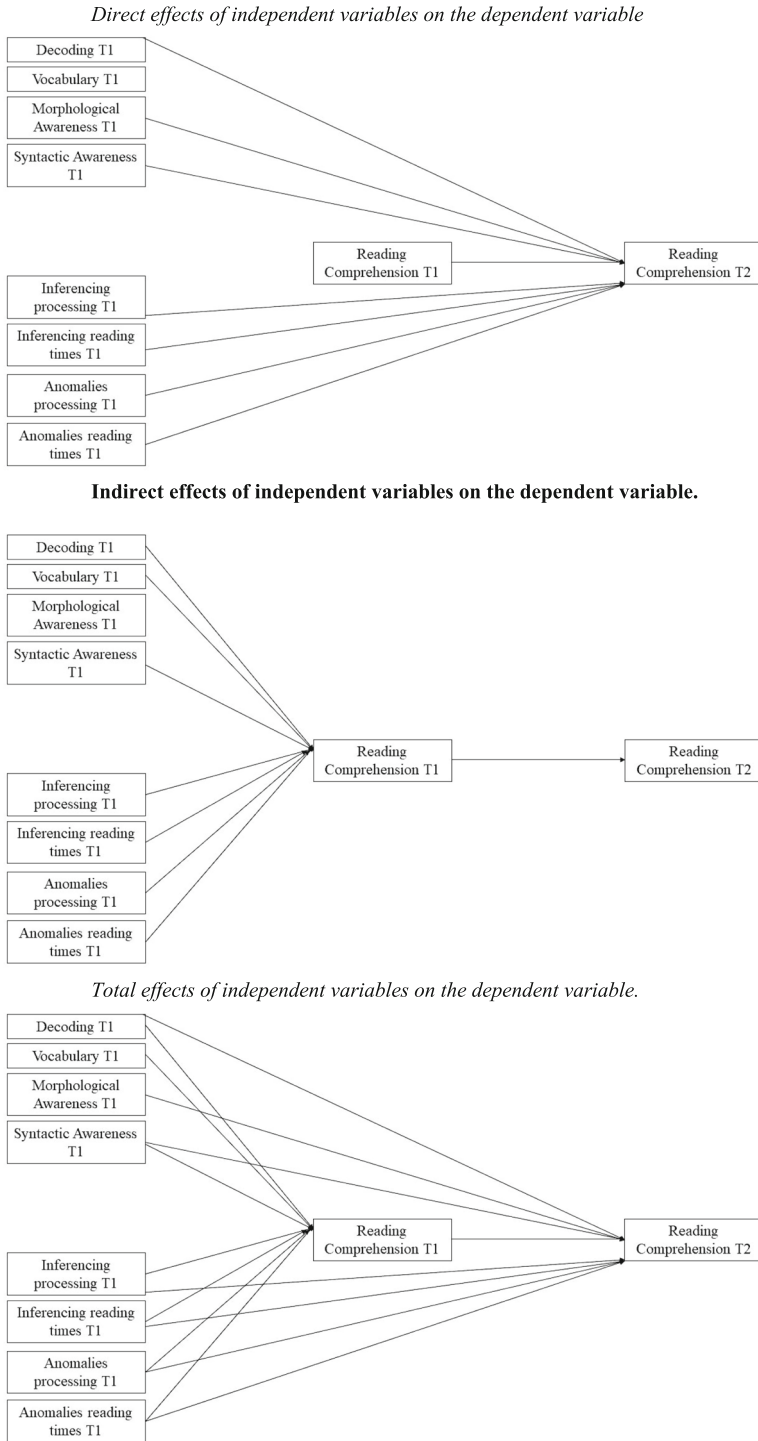 Direct effects of independent variables on the dependent variable
Decoding T1
Vocabulary T1
Morphological
Awareness T1
Syntactic Awareness
T1
Reading
Comprehension T1
Reading
Comprehension T2
Inferencing
processing T1
Inferencing reading
times T1
Anomalies
processing T1
Anomalies reading
times T1
Indirect effects of independent variables on the dependent variable.
Decoding T1
Vocabulary T1
Morphological
Awareness T1
Syntactic Awareness
T1
Reading
Comprehension T1
Reading
Comprehension T2
Inferencing
processing T1
Inferencing reading
times T1
Anomalies
processing T1
Anomalies reading
times T1
Total effects of independent variables on the dependent variable.
Decoding T1
Vocabulary T1
Morphological
Awareness T1
Syntactic Awareness
T1
Reading
Comprehension T1
Reading
Comprehension T2
Inferencing
processing T1
Inferencing reading
times T1
Anomalies
processing T1
Anomalies reading
times T1